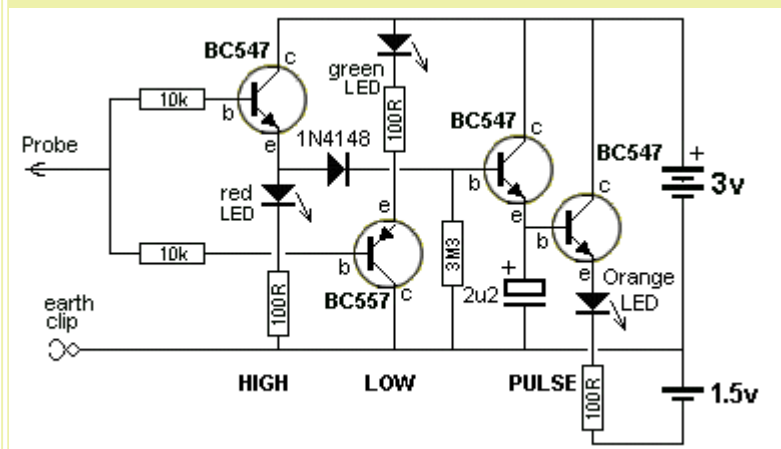 BC547
c
green
LED
10k
b
e
100R
1N4148
BC547
c
BC547
+
3v
Probe
red
LED
b
e
c
b
e
10k
b
BC557
c
3M3
+
2u2
e
Orange
LED
earth
clip
100R
HIGH
LOW
PULSE
100R
1.5v